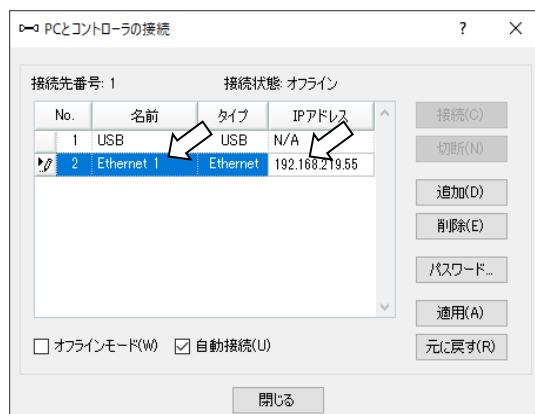 PCとコントローラの接続
接続先番号: 1 接続状態: オフライン
No. 名前 タイプ IPアドレス
1 USB USB N/A
2 Ethernet 1 Ethernet 192.168.219.55
接続(C)
切断(N)
追加(D)
削除(E)
パスワード...
適用(A)
元に戻す(R)
オフラインモード(W) 自動接続(U)
閉じる